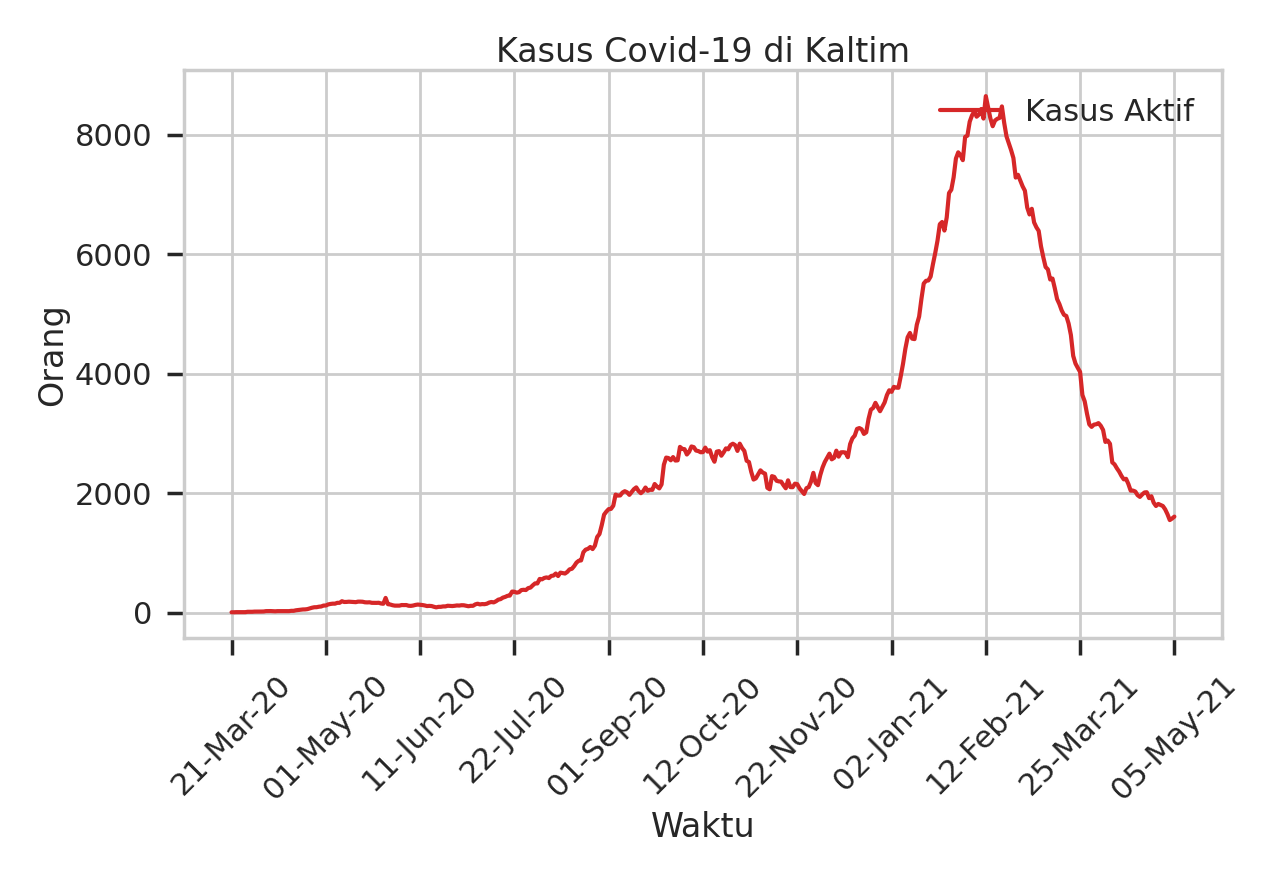 Kasus Covid-19 di Kaltim
Kasus Aktif
8000
6000
4000
2000
0
Orang
21-Mar-20
01-May-20
11-Jun-20
22-Jul-20
01-Sep-20
12-Oct-20
22-Nov-20
02-Jan-21
12-Feb-21
25-Mar-21
05-May-21
Waktu